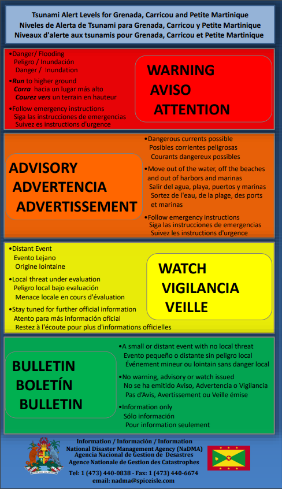 Tsunami Alert Levels for Grenada, Carricou and Petite Martinique
Niveles de Alerta de Tsunami para Grenada, Carricou y Petite Martinique
Niveaux d'alerte aux tsunamis pour Grenada, Carricou et Petite Martinique
•Danger/ Flooding
Peligro / Inundación
Danger / Inundation
•Run to higher ground
Corre hacia un lugar más alto
Courez vers un terrain en hauteur
•Follow emergency instructions
Siga las instrucciones de emergencias
Suivez es instructions d'urgence
WARNING
AVISO
ATTENTION
ADVISORY
ADVERTENCIA
ADVERTISSEMENT
•Dangerous currents possible
Posibles corrientes peligrosas
Courants dangereux possibles
•Move out of the water, off the beaches
and out of harbors and marinas
Salir del agua, playa, puertos y marinas
Sortez de l'eau, de la plage, des ports
et marinas
•Follow emergency instructions
Siga las instrucciones de emergencias
Suivez les instructions d'urgence
•Distant Event
Evento Lejano
Origine lointaine
•Local threat under evaluation
Peligro local bajo evaluación
Menace locale en cours d'évaluation
•Stay tuned for further official information
Atento para más información oficial
Restez à l'écoute pour plus d'informations officielles
WATCH
VIGILANCIA
VEILLE
BULLETIN
BOLETÍN
BULLETIN
•A small or distant event with no local threat
Evento pequeño o distante sin peligro local
Événement mineur ou lointain sans danger local
•No warning, advisory or watch issued
No se ha emitido Aviso, Advertencia o Vigilancia
Pas d'Avis, Avertissement ou Veille émise
•Information only
Sólo información
Pour information seulement
Information / Información / Information
National Disaster Management Agency (NaDMA)
Agencia Nacional de Gestión de Desastres
Agence Nationale de Gestion des Catastrophes
Tel: 1 (473) 440-8838 - Fax: 1 (473) 440-6674
email: nadma@spiceisle.com